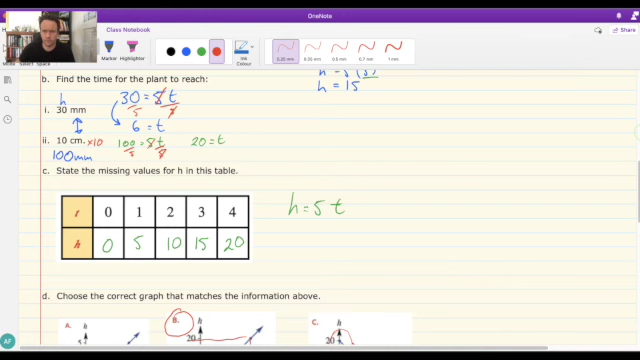 OneNote
Class Notebook
Marker Highlighter Ink Colour 0.25 mm 0.35 mm 0.5 mm 0.7 mm 1 mm
b. Find the time for the plant to reach:
h 30 = 5 t h = 15
i. 30 mm 5 5
6 = t
ii. 10 cm. ×10 100 = 5 t 20 = t
100mm 5 5
c. State the missing values for h in this table.
t 0 1 2 3 4
h = 5 t
h 0 5 10 15 20
d. Choose the correct graph that matches the information above.
A. h B. h C. h
5 20 20
AF